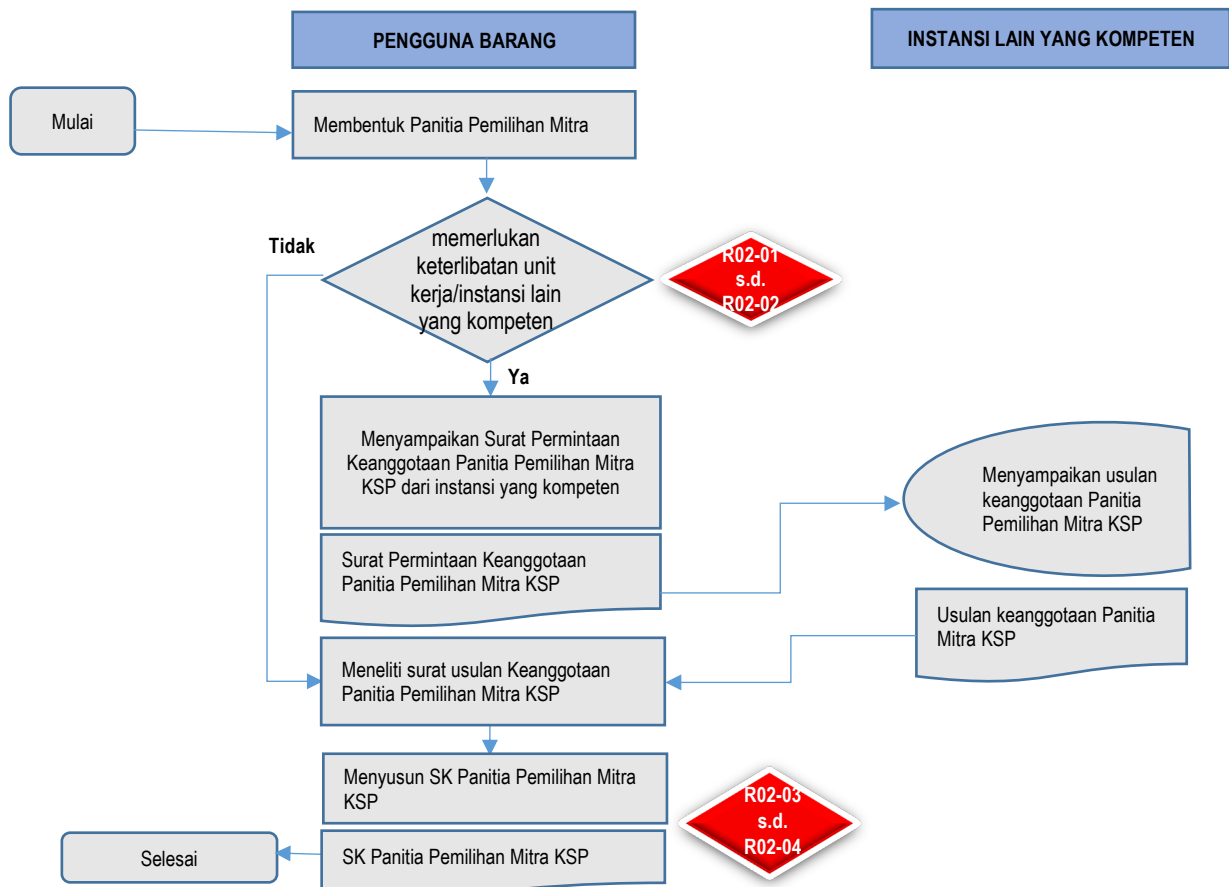 PENGGUNA BARANG
INSTANSI LAIN YANG KOMPETEN
Mulai
Membentuk Panitia Pemilihan Mitra
Tidak
memerlukan
keterlibatan unit
kerja/instansi lain
yang kompeten
R02-01
s.d.
R02-02
Ya
Menyampaikan Surat Permintaan
Keanggotaan Panitia Pemilihan Mitra
KSP dari instansi yang kompeten
Menyampaikan usulan
keanggotaan Panitia
Pemilihan Mitra KSP
Surat Permintaan Keanggotaan
Panitia Pemilihan Mitra KSP
Usulan keanggotaan Panitia
Mitra KSP
Meneliti surat usulan Keanggotaan
Panitia Pemilihan Mitra KSP
Menyusun SK Panitia Pemilihan Mitra
KSP
R02-03
s.d.
R02-04
SK Panitia Pemilihan Mitra KSP
Selesai